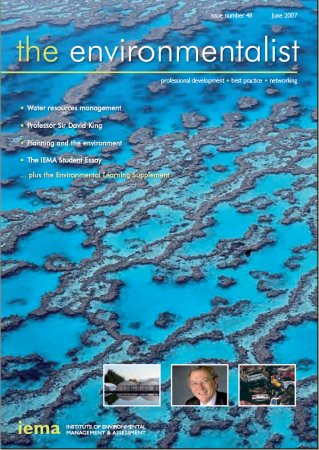 issue number 48 June 2007
the environmentalist
professional development • best practice • networking
• Water resources management
• Professor Sir David King
• Planning and the environment
• The IEMA Student Essay
... plus the Environmental Learning Supplement
iema INSTITUTE OF ENVIRONMENTAL
MANAGEMENT & ASSESSMENT